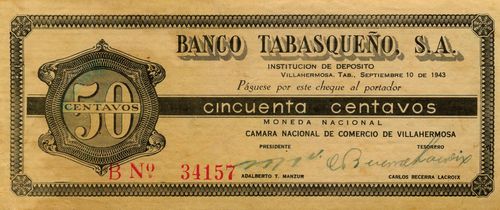 BANCO TABASQUEÑO, S.A.
INSTITUCION DE DEPOSITO
VILLAHERMOSA. TAB., SEPTIEMBRE 10 DE 1943
Páguese por este cheque al portador
50
CENTAVOS
CINCUENTA CENTAVOS
MONEDA NACIONAL
CAMARA NACIONAL DE COMERCIO DE VILLAHERMOSA
PRESIDENTE
TESORERO
B Nº 34157
C Becerra Lacroix
ADALBERTO T. MANZUR
CARLOS BECERRA LACROIX